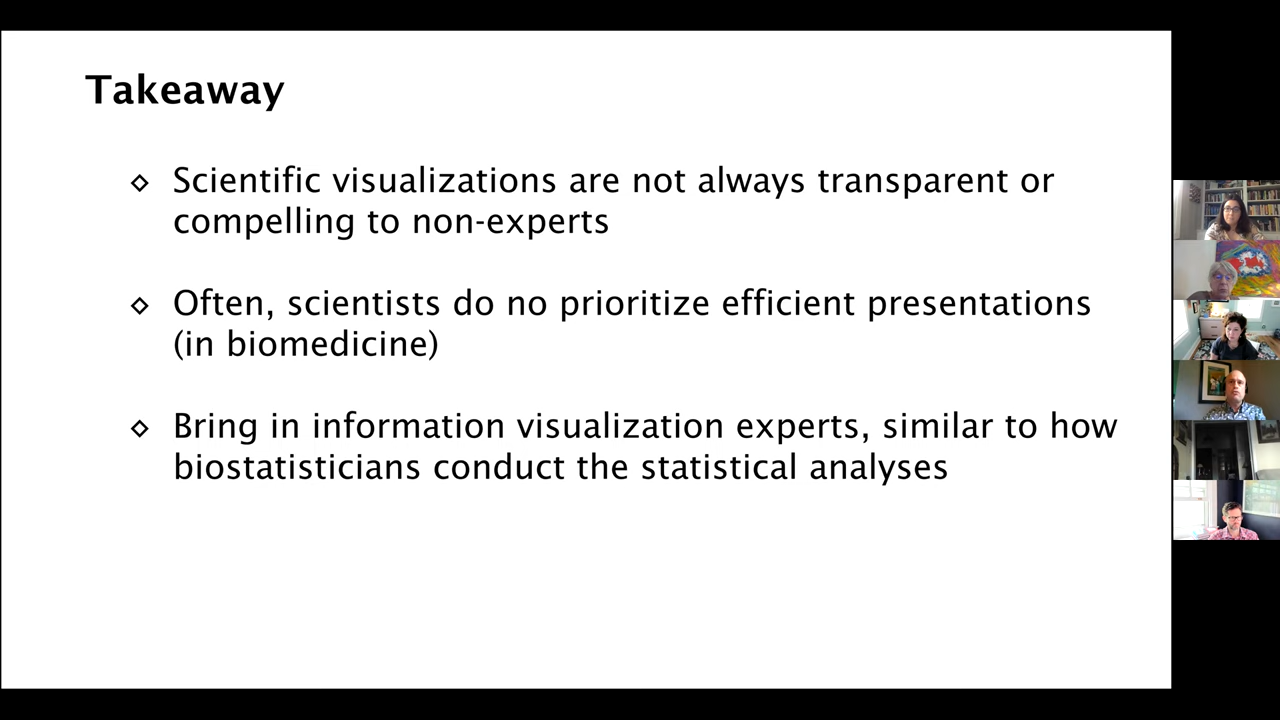 Takeaway
Scientific visualizations are not always transparent or
compelling to non-experts
Often, scientists do no prioritize efficient presentations
(in biomedicine)
Bring in information visualization experts, similar to how
biostatisticians conduct the statistical analyses